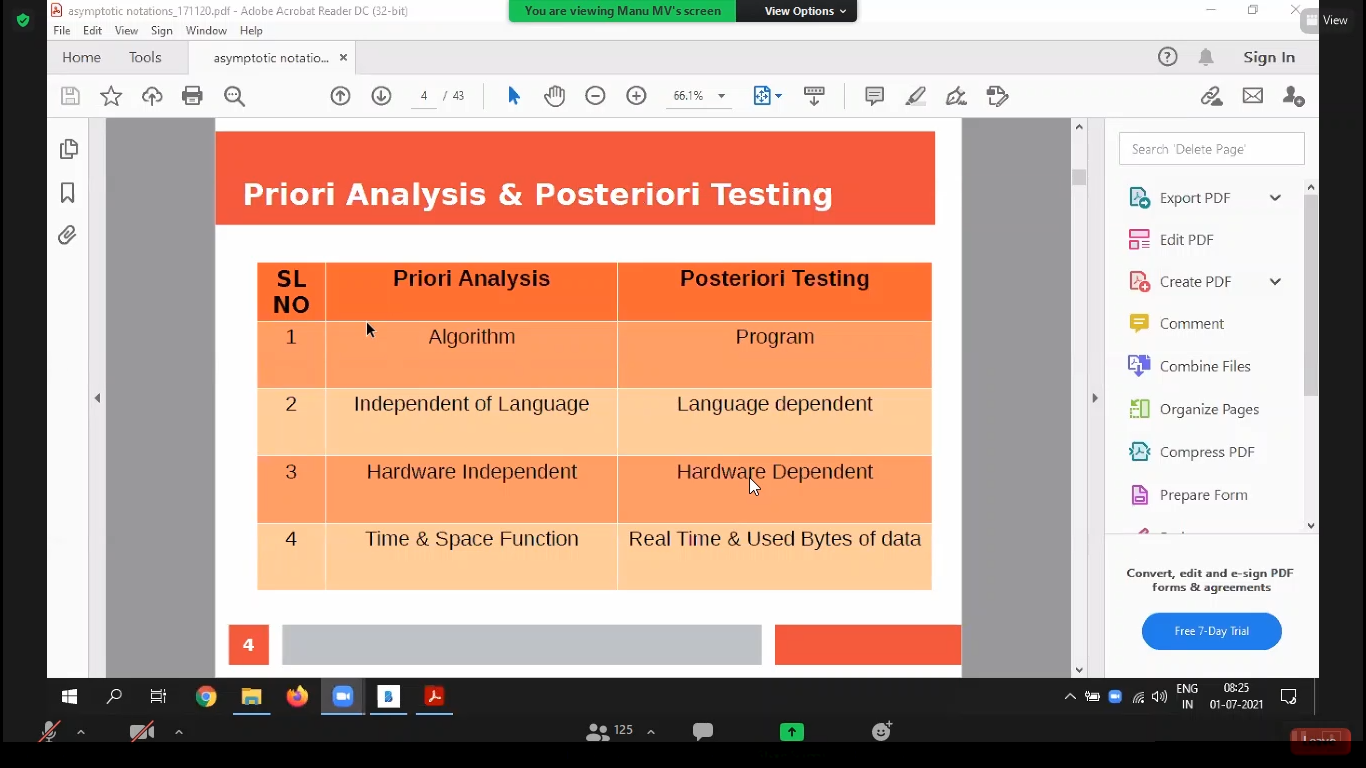 asymptotic notations_171120.pdf - Adobe Acrobat Reader DC (32-bit)
You are viewing Manu MV's screen
View Options
View
File Edit View Sign Window Help
Home Tools asymptotic notatio... Sign In
4 / 43 66.1%
Priori Analysis & Posteriori Testing
SL NO
Priori Analysis
Posteriori Testing
1 Algorithm Program
2 Independent of Language Language dependent
3 Hardware Independent Hardware Dependent
4 Time & Space Function Real Time & Used Bytes of data
4
Search 'Delete Page'
Export PDF
Edit PDF
Create PDF
Comment
Combine Files
Organize Pages
Compress PDF
Prepare Form
Convert, edit and e-sign PDF
forms & agreements
Free 7-Day Trial
ENG
IN
08:25
01-07-2021
125
Leave